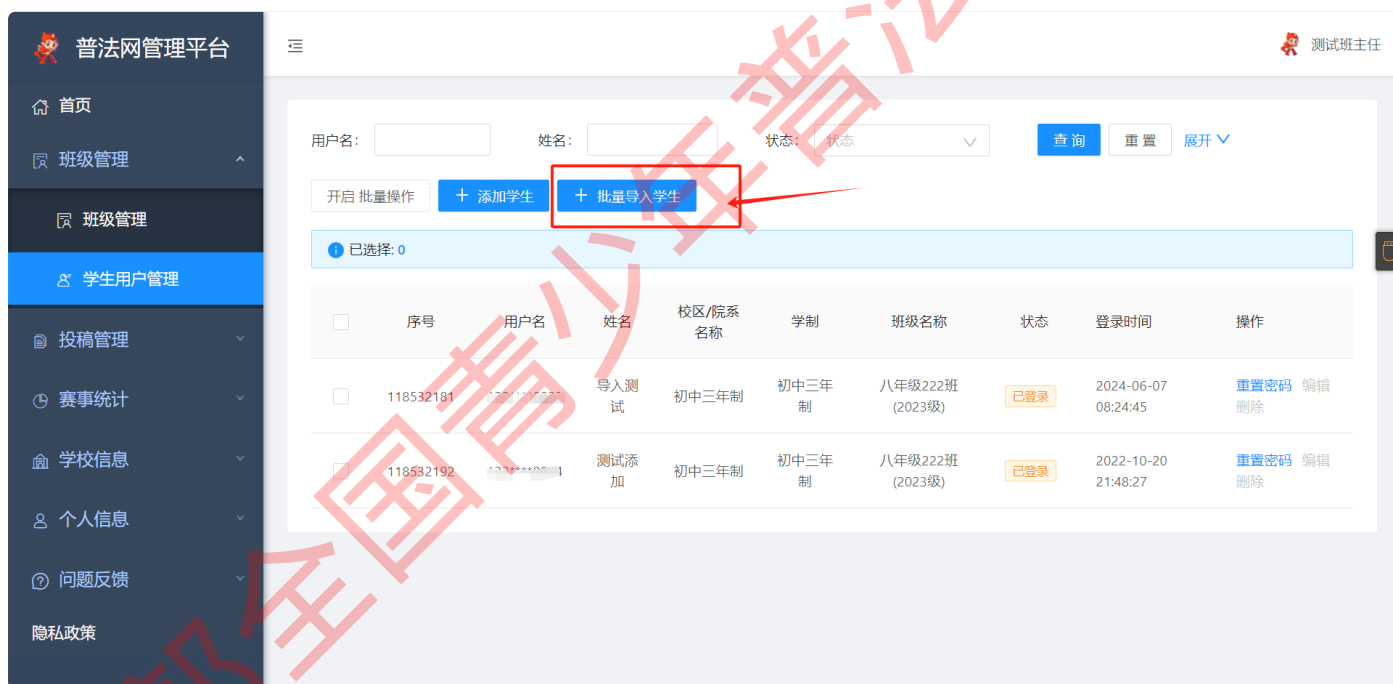 普法网管理平台
测试班主任
首页
班级管理
班级管理
学生用户管理
投稿管理
赛事统计
学校信息
个人信息
问题反馈
隐私政策
用户名: 姓名: 状态: 状态 查询 重置 展开
开启 批量操作 + 添加学生 + 批量导入学生
已选择: 0
序号 用户名 姓名 校区/院系 学制 班级名称 状态 登录时间 操作
名称
118532181 导入测 初中三年制 初中三年 八年级222班 已登录 2024-06-07 重置密码 编辑
试 制 (2023级) 08:24:45 删除
118532192 测试添 初中三年制 初中三年 八年级222班 已登录 2022-10-20 重置密码 编辑
加 制 (2023级) 21:48:27 删除
部全国青少年普法